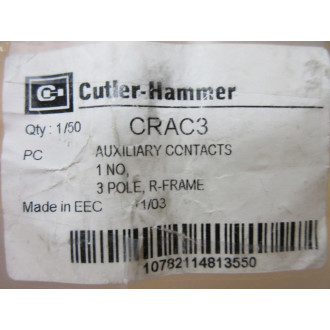 Cutler-Hammer
Qty : 1/50 CRAC3
PC AUXILIARY CONTACTS
1 NO,
3 POLE, R-FRAME
Made in EEC 1/03
10782114813550